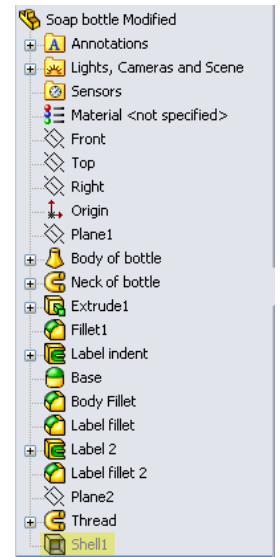 Soap bottle Modified
Annotations
Lights, Cameras and Scene
Sensors
Material <not specified>
Front
Top
Right
Origin
Plane1
Body of bottle
Neck of bottle
Extrude1
Fillet1
Label indent
Base
Body Fillet
Label fillet
Label 2
Label fillet 2
Plane2
Thread
Shell1